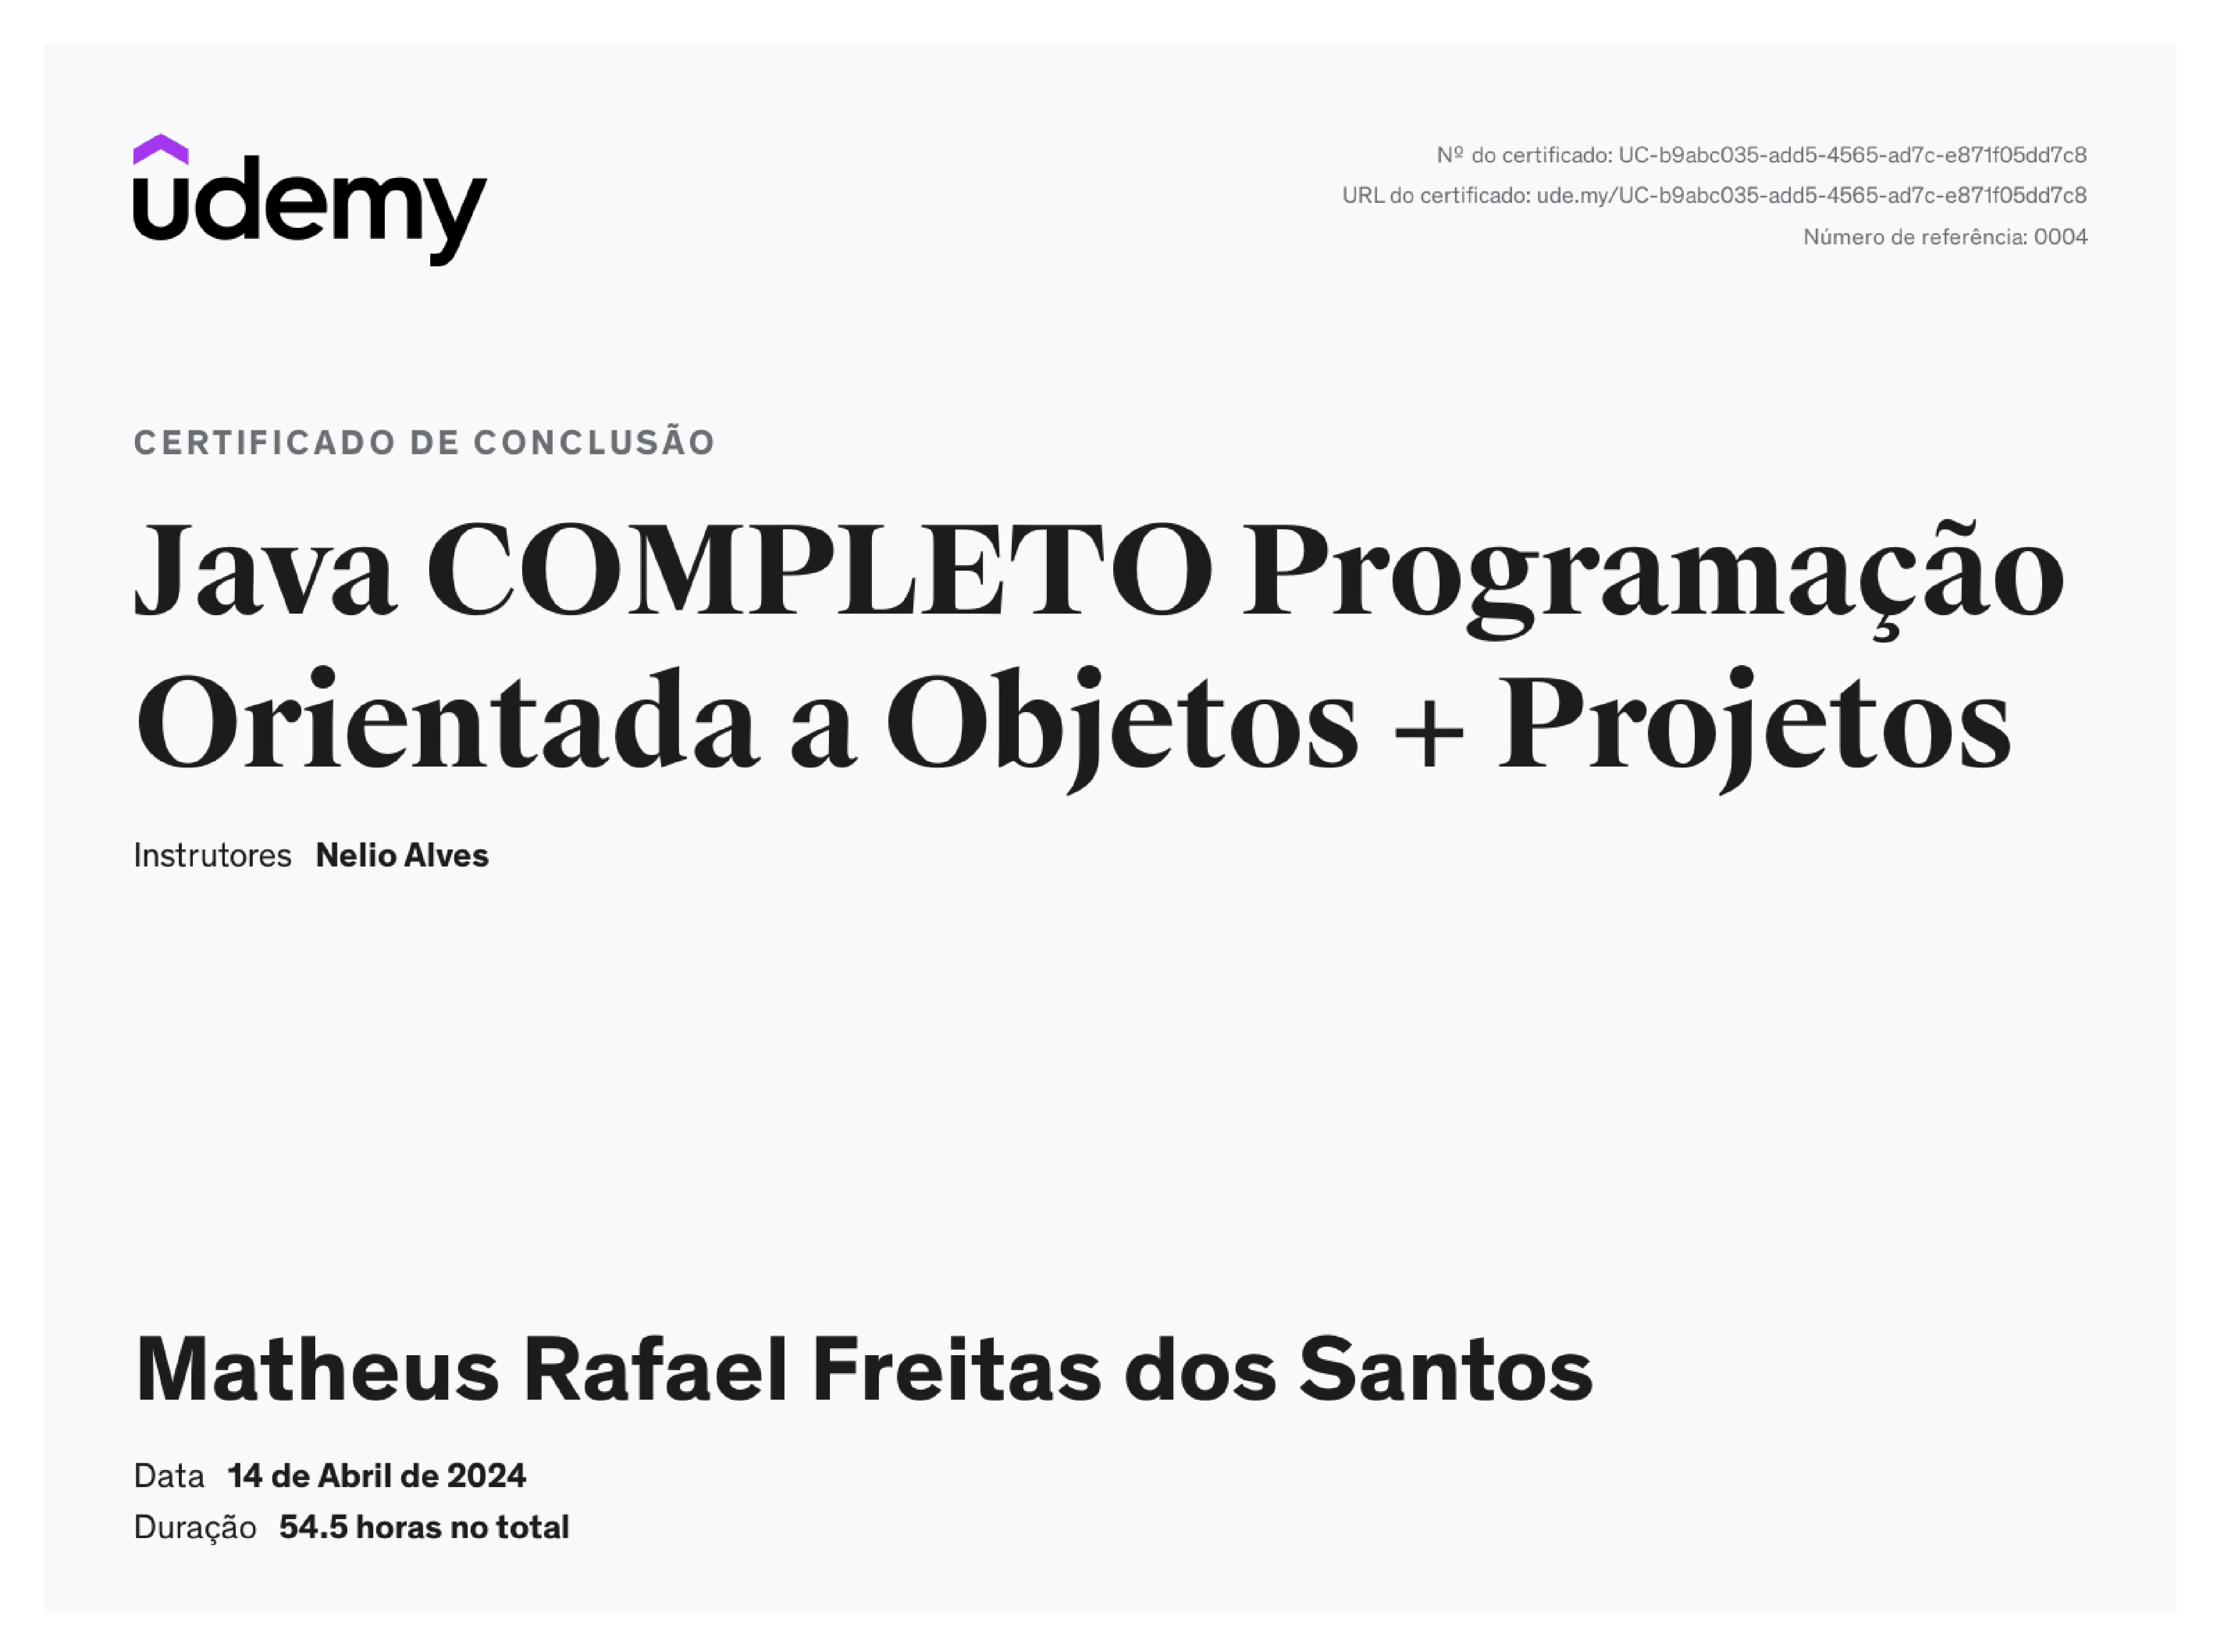 udemy
Nº do certificado: UC-b9abc035-add5-4565-ad7c-e871f05dd7c8
URL do certificado: ude.my/UC-b9abc035-add5-4565-ad7c-e871f05dd7c8
Número de referência: 0004
CERTIFICADO DE CONCLUSÃO
Java COMPLETO Programação
Orientada a Objetos + Projetos
Instrutores Nelio Alves
Matheus Rafael Freitas dos Santos
Data 14 de Abril de 2024
Duração 54.5 horas no total